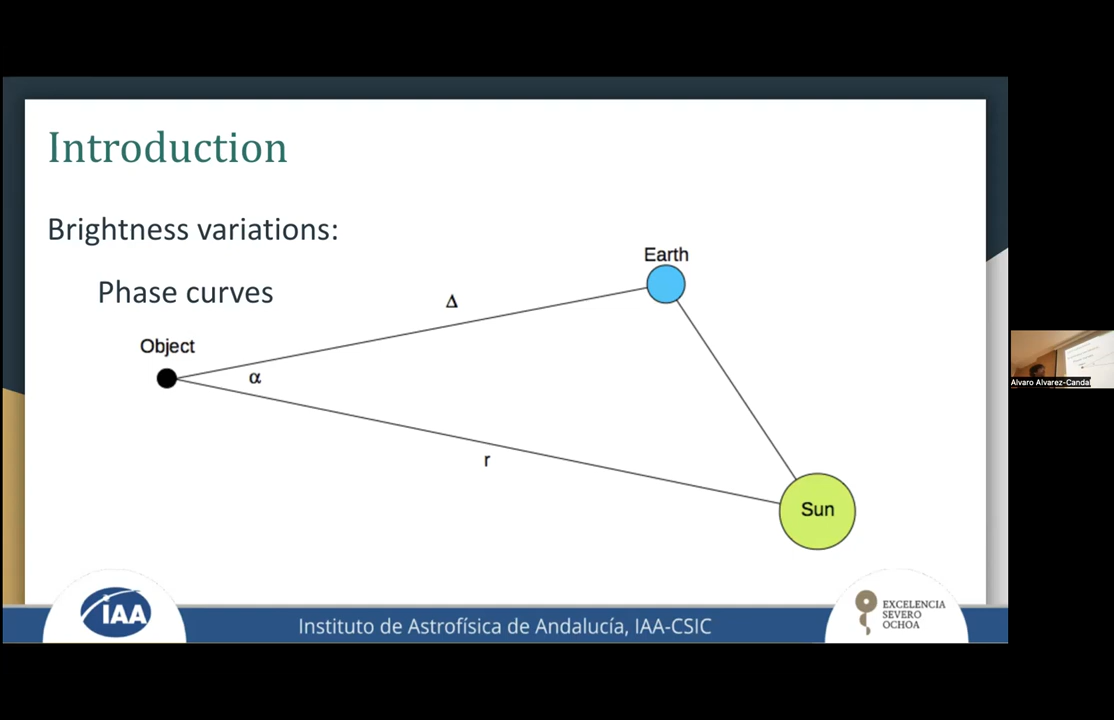 Introduction
Brightness variations:
Phase curves
Earth
Δ
Object
α
r
Sun
Alvaro Alvarez-Candal
IAA
Instituto de Astrofísica de Andalucía, IAA-CSIC
EXCELENCIA
SEVERO
OCHOA